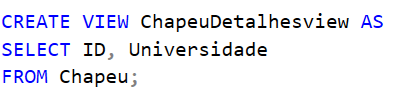 CREATE VIEW ChapeuDetalhesview AS
SELECT ID, Universidade
FROM Chapeu;